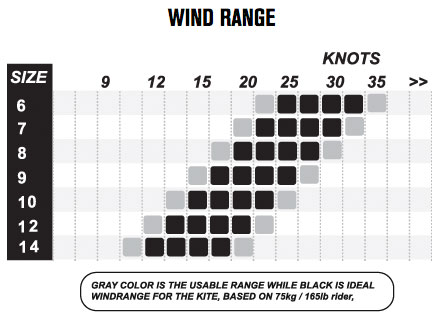 WIND RANGE
KNOTS
SIZE 9 12 15 20 25 30 35 >>
6
7
8
9
10
12
14
GRAY COLOR IS THE USABLE RANGE WHILE BLACK IS IDEAL
WINDRANGE FOR THE KITE, BASED ON 75kg / 165lb rider,